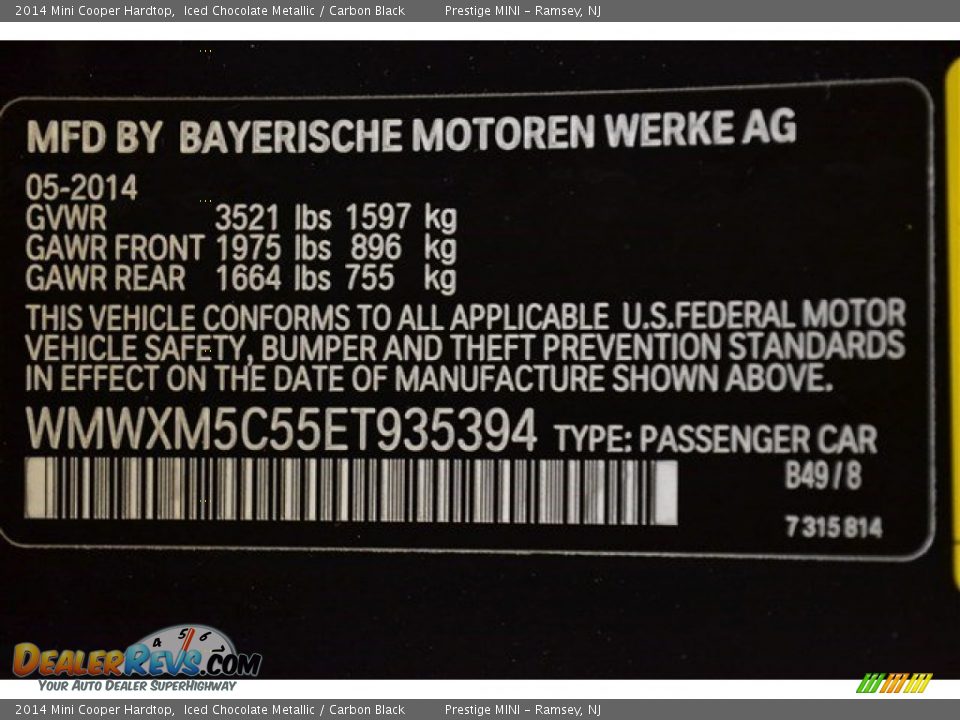 2014 Mini Cooper Hardtop, Iced Chocolate Metallic / Carbon Black Prestige MINI - Ramsey, NJ
MFD BY BAYERISCHE MOTOREN WERKE AG
05-2014
GVWR 3521 lbs 1597 kg
GAWR FRONT 1975 lbs 896 kg
GAWR REAR 1664 lbs 755 kg
THIS VEHICLE CONFORMS TO ALL APPLICABLE U.S.FEDERAL MOTOR
VEHICLE SAFETY, BUMPER AND THEFT PREVENTION STANDARDS
IN EFFECT ON THE DATE OF MANUFACTURE SHOWN ABOVE.
WMWXM5C55ET935394 TYPE: PASSENGER CAR
B49 / 8
7 315 814
4 5 6
DEALERREVS.COM
YOUR AUTO DEALER SUPERHIGHWAY
2014 Mini Cooper Hardtop, Iced Chocolate Metallic / Carbon Black Prestige MINI - Ramsey, NJ